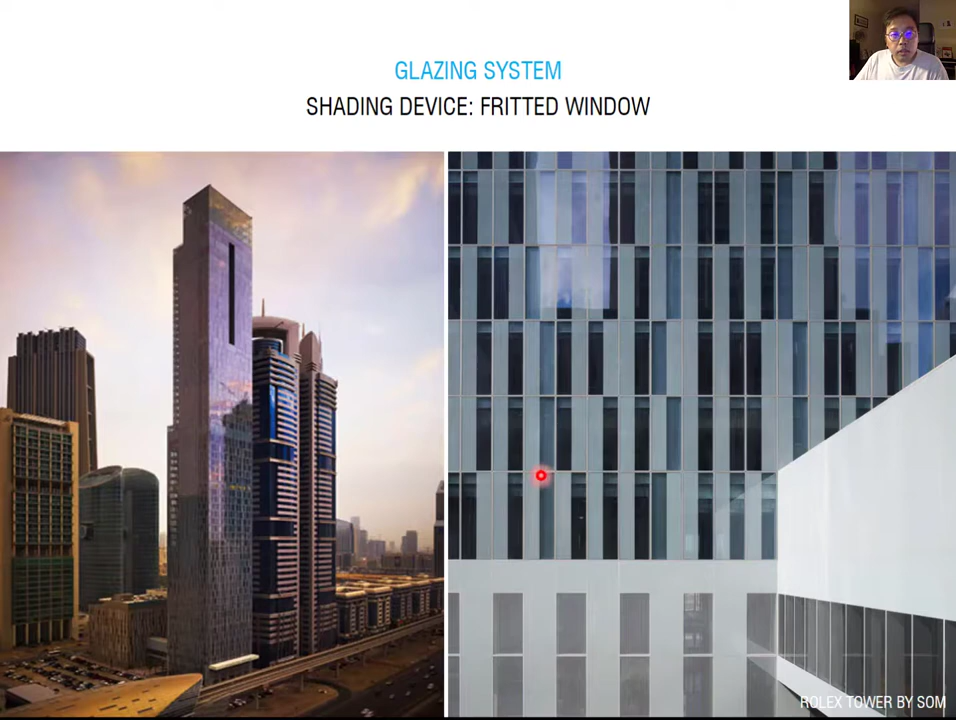 GLAZING SYSTEM
SHADING DEVICE: FRITTED WINDOW
ROLEX TOWER BY SOM